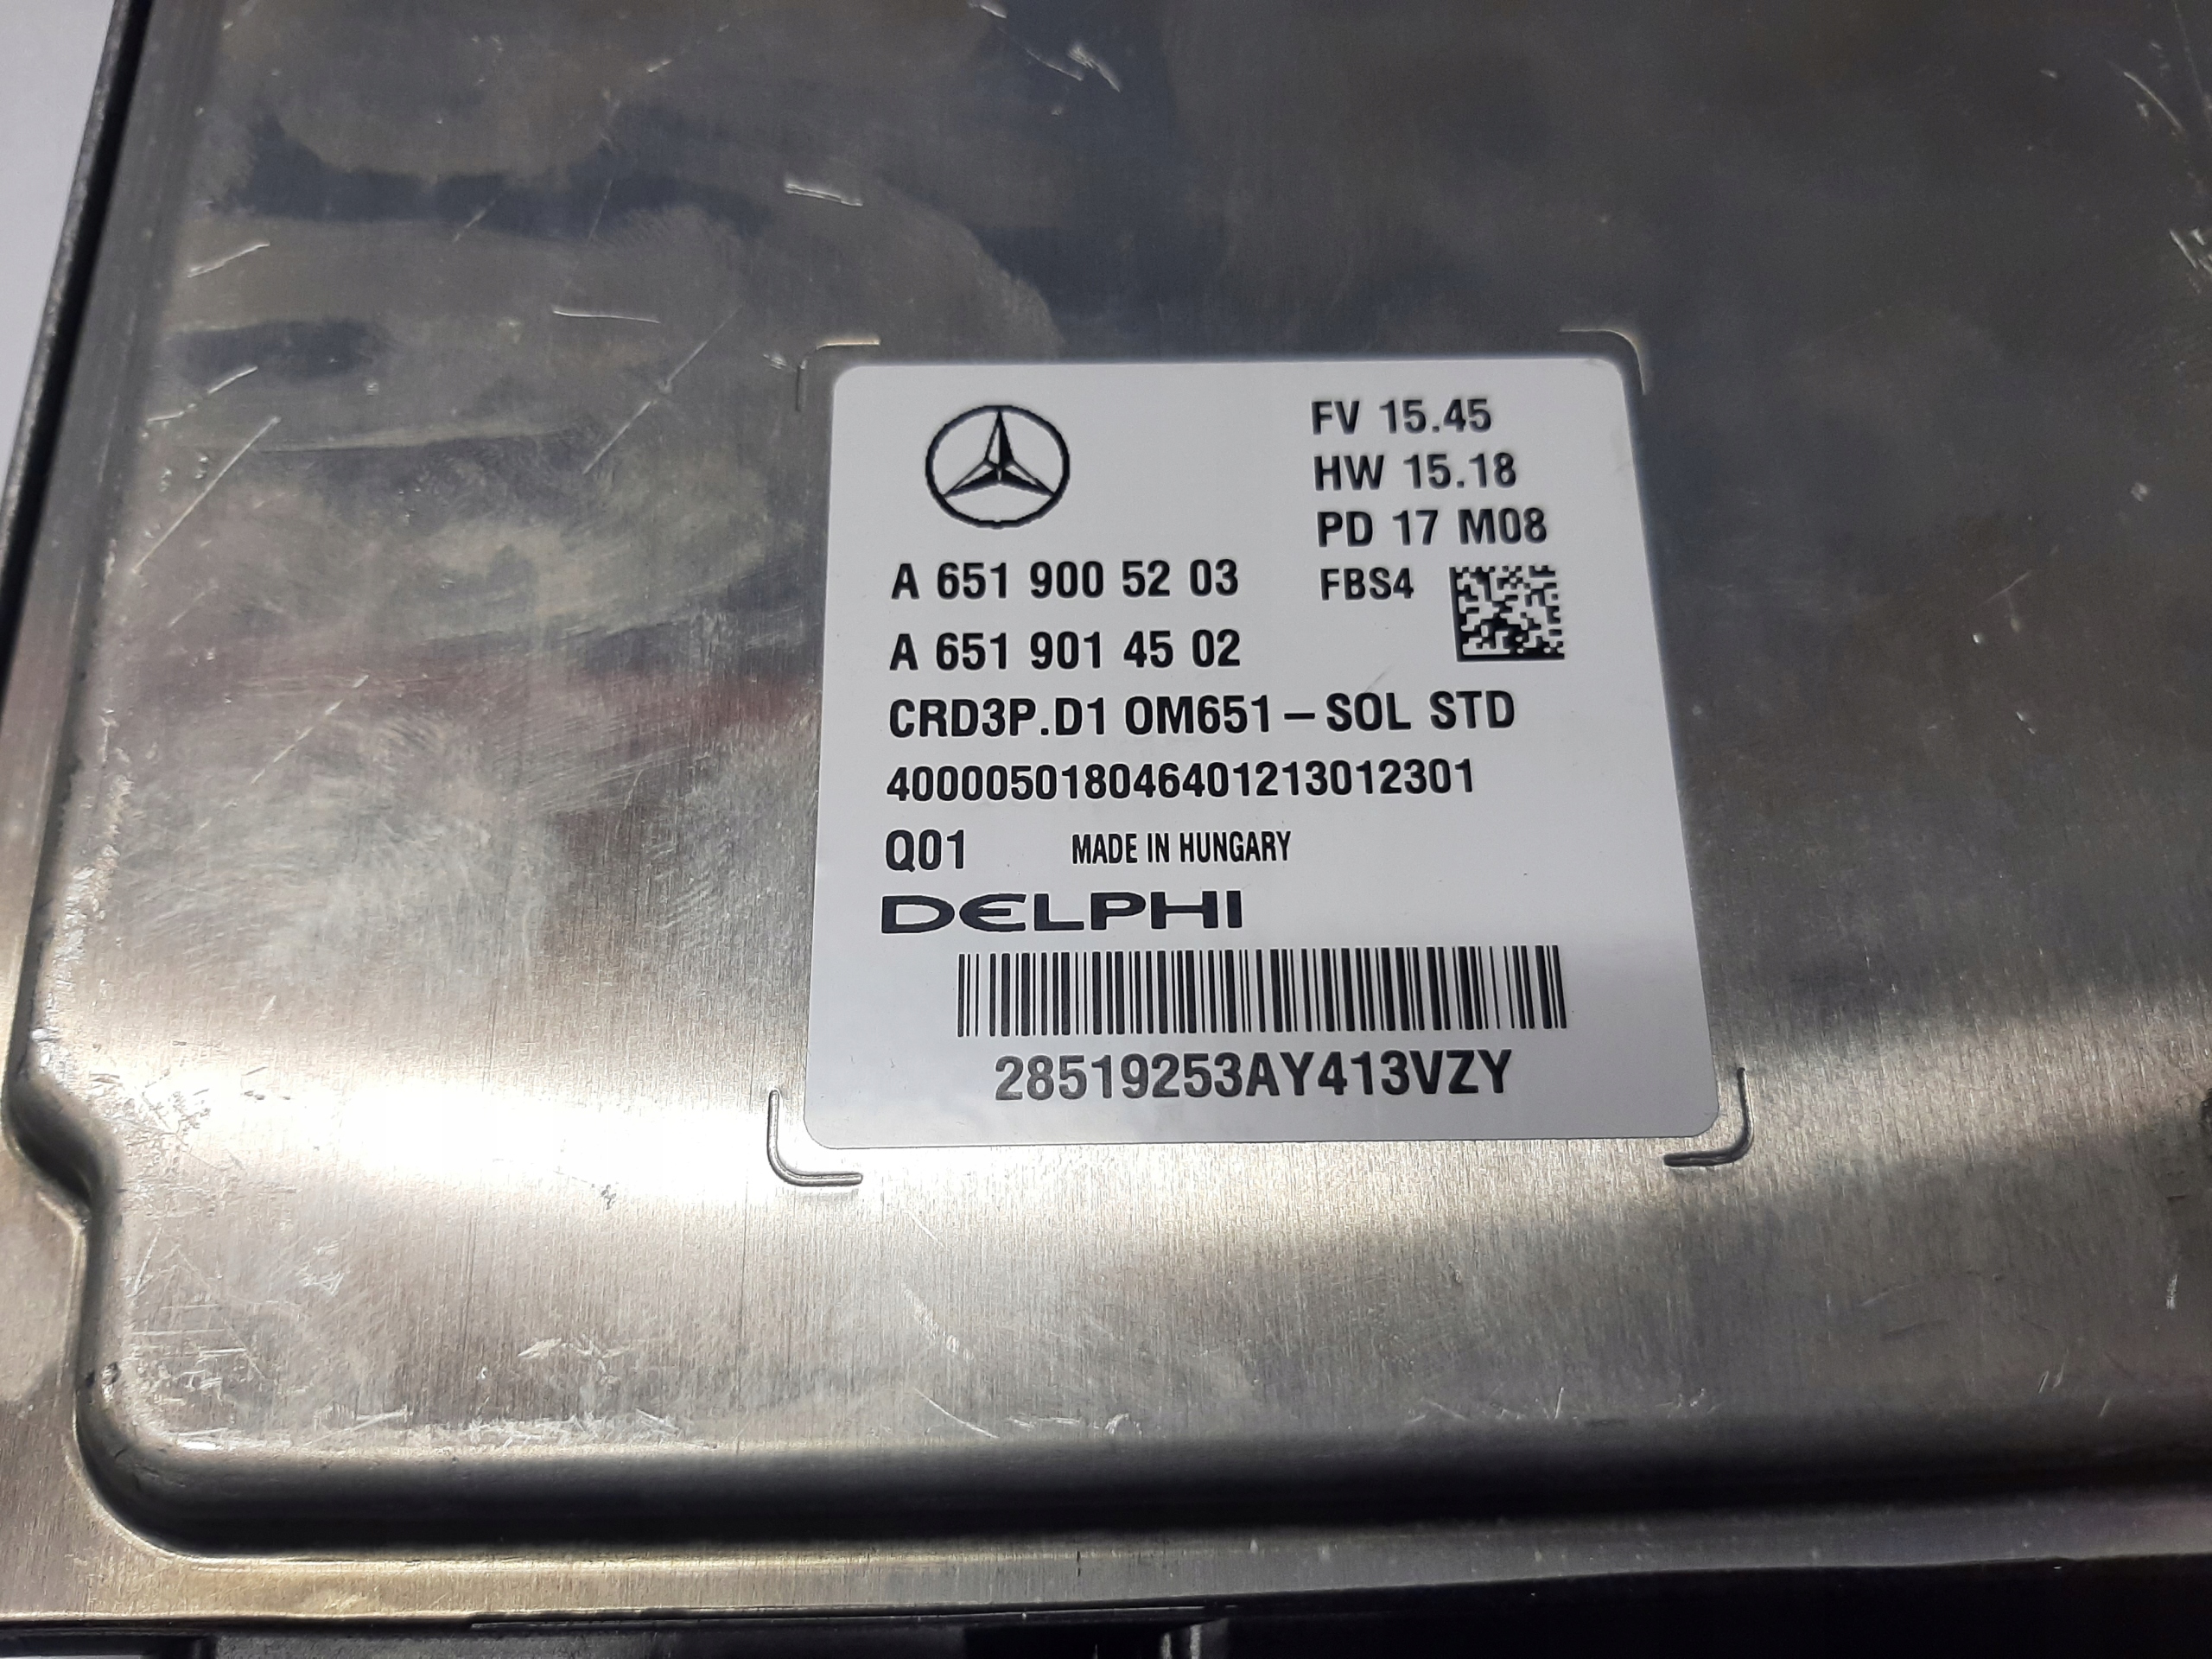 FV 15.45
HW 15.18
PD 17 M08
A 651 900 52 03 FBS4
A 651 901 45 02
CRD3P.D1 OM651-SOL STD
400005018046401213012301
Q01 MADE IN HUNGARY
DELPHI
28519253AY413VZY